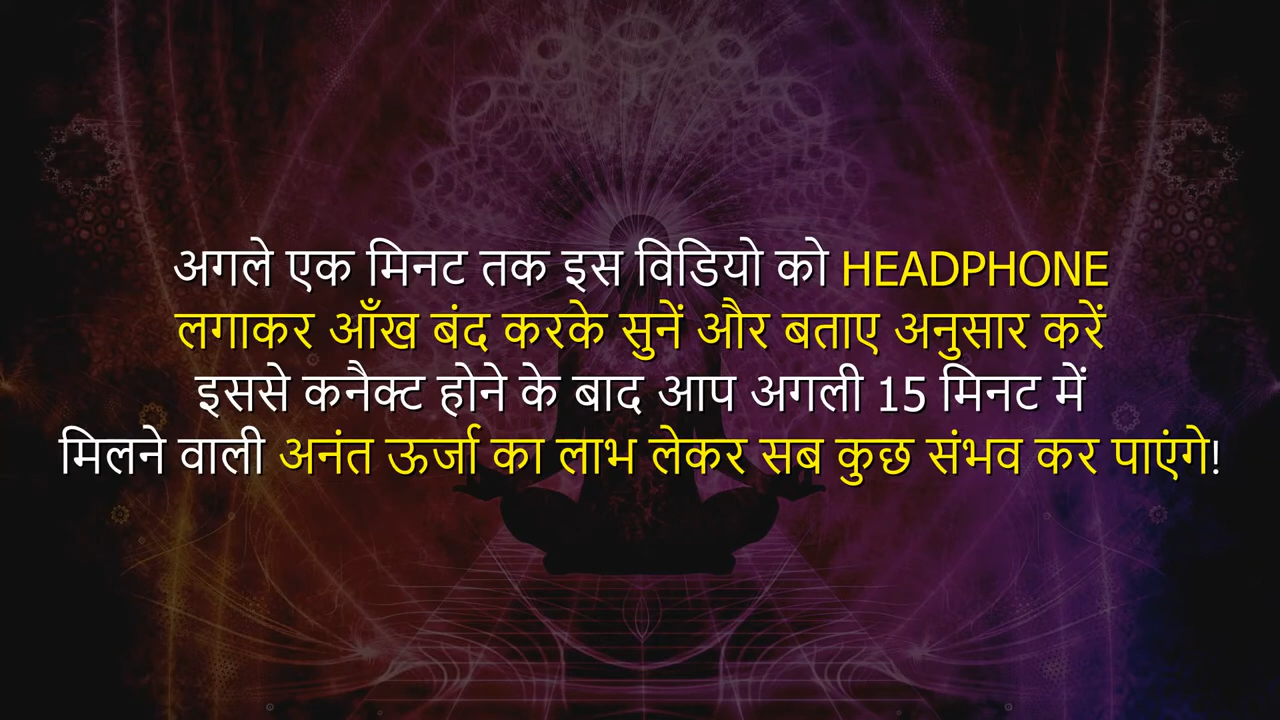 अगले एक मिनट तक इस विडियो को HEADPHONE
लगाकर आँख बंद करके सुनें और बताए अनुसार करें
इससे कनैक्ट होने के बाद आप अगली 15 मिनट में
मिलने वाली अनंत ऊर्जा का लाभ लेकर सब कुछ संभव कर पाएंगे!